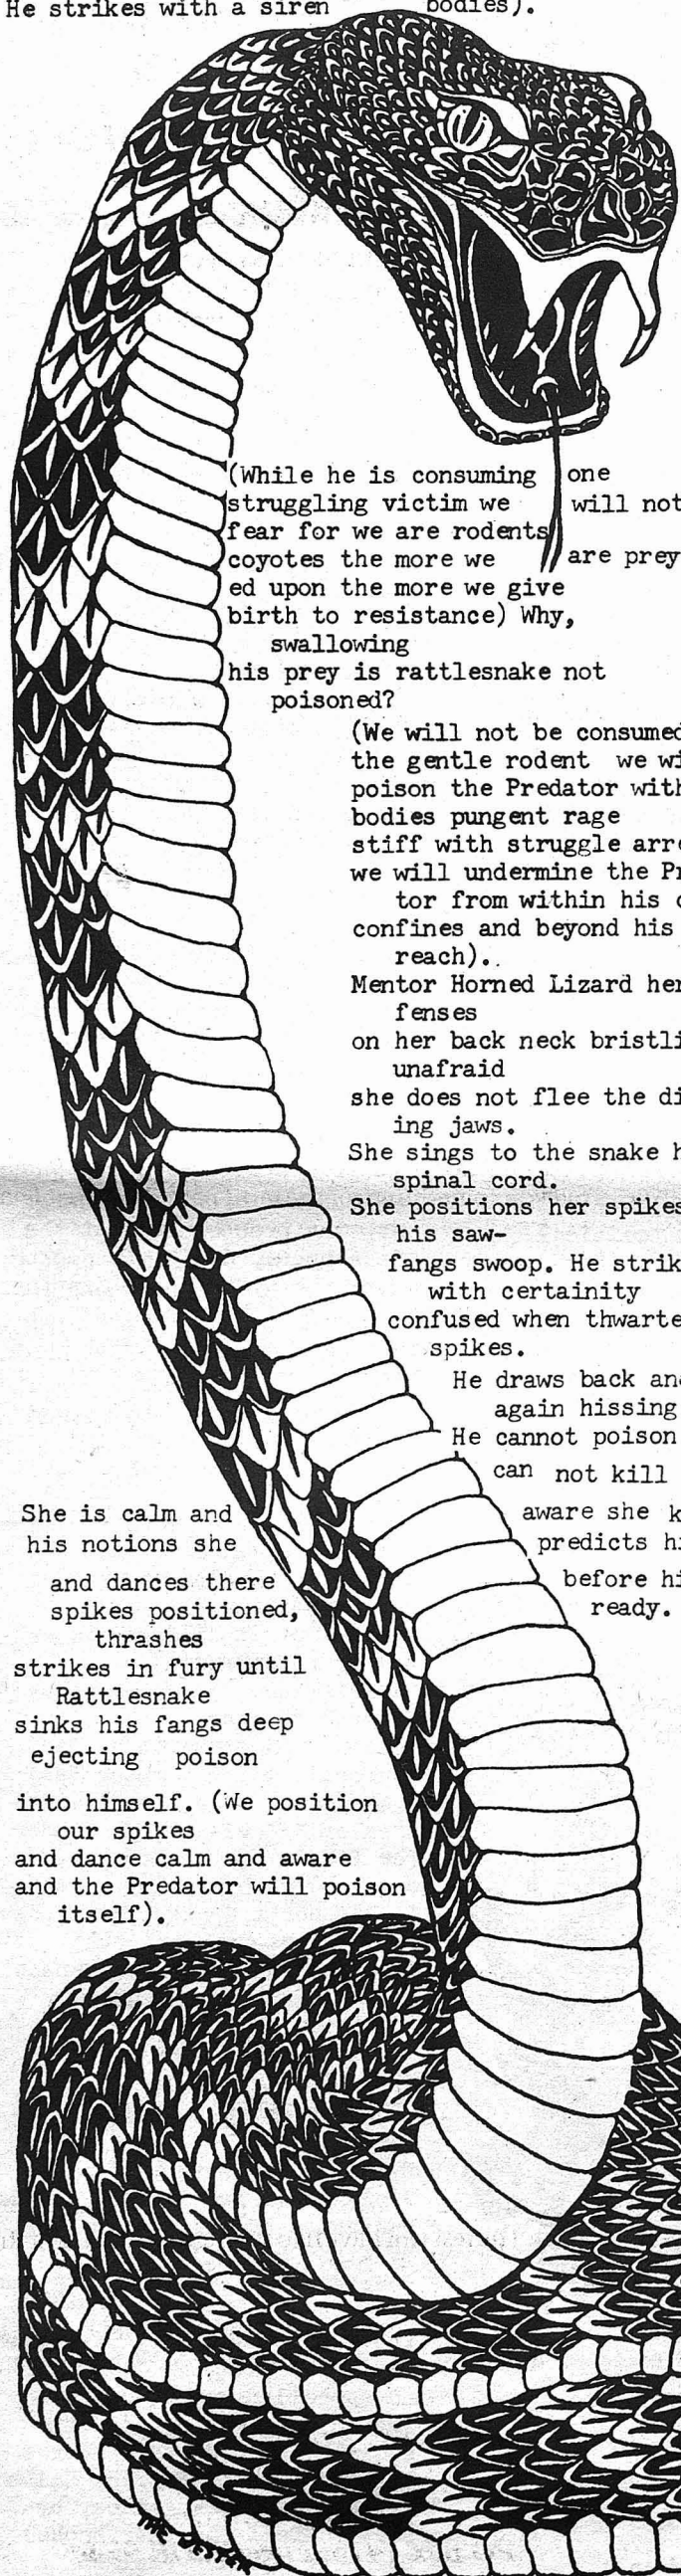 He strikes with a siren bodies).
(While he is consuming one
struggling victim we will not
fear for we are rodents
coyotes the more we are prey
ed upon the more we give
birth to resistance) Why,
swallowing
his prey is rattlesnake not
poisoned?
(We will not be consumed
the gentle rodent we wi
poison the Predator with
bodies pungent rage
stiff with struggle arr
we will undermine the Pr
tor from within his o
confines and beyond his
reach)..
Mentor Horned Lizard her
fenses
on her back neck bristli
unafraid
she does not flee the di
ing jaws.
She sings to the snake h
spinal cord.
She positions her spikes
his saw-
fangs swoop. He strik
with certainity
confused when thwarte
spikes.
He draws back and
again hissing
He cannot poison
can not kill
She is calm and aware she k
his notions she predicts hi
and dances there before hi
spikes positioned, ready.
thrashes
strikes in fury until
Rattlesnake
sinks his fangs deep
ejecting poison
into himself. (We position
our spikes
and dance calm and aware
and the Predator will poison
itself).
THE